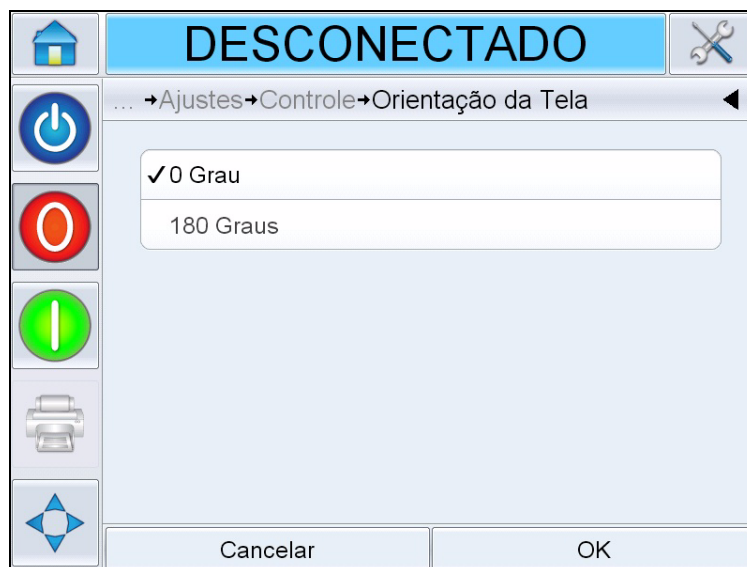 DESCONECTADO
... →Ajustes→Controle→Orientação da Tela
✓0 Grau
180 Graus
Cancelar
OK